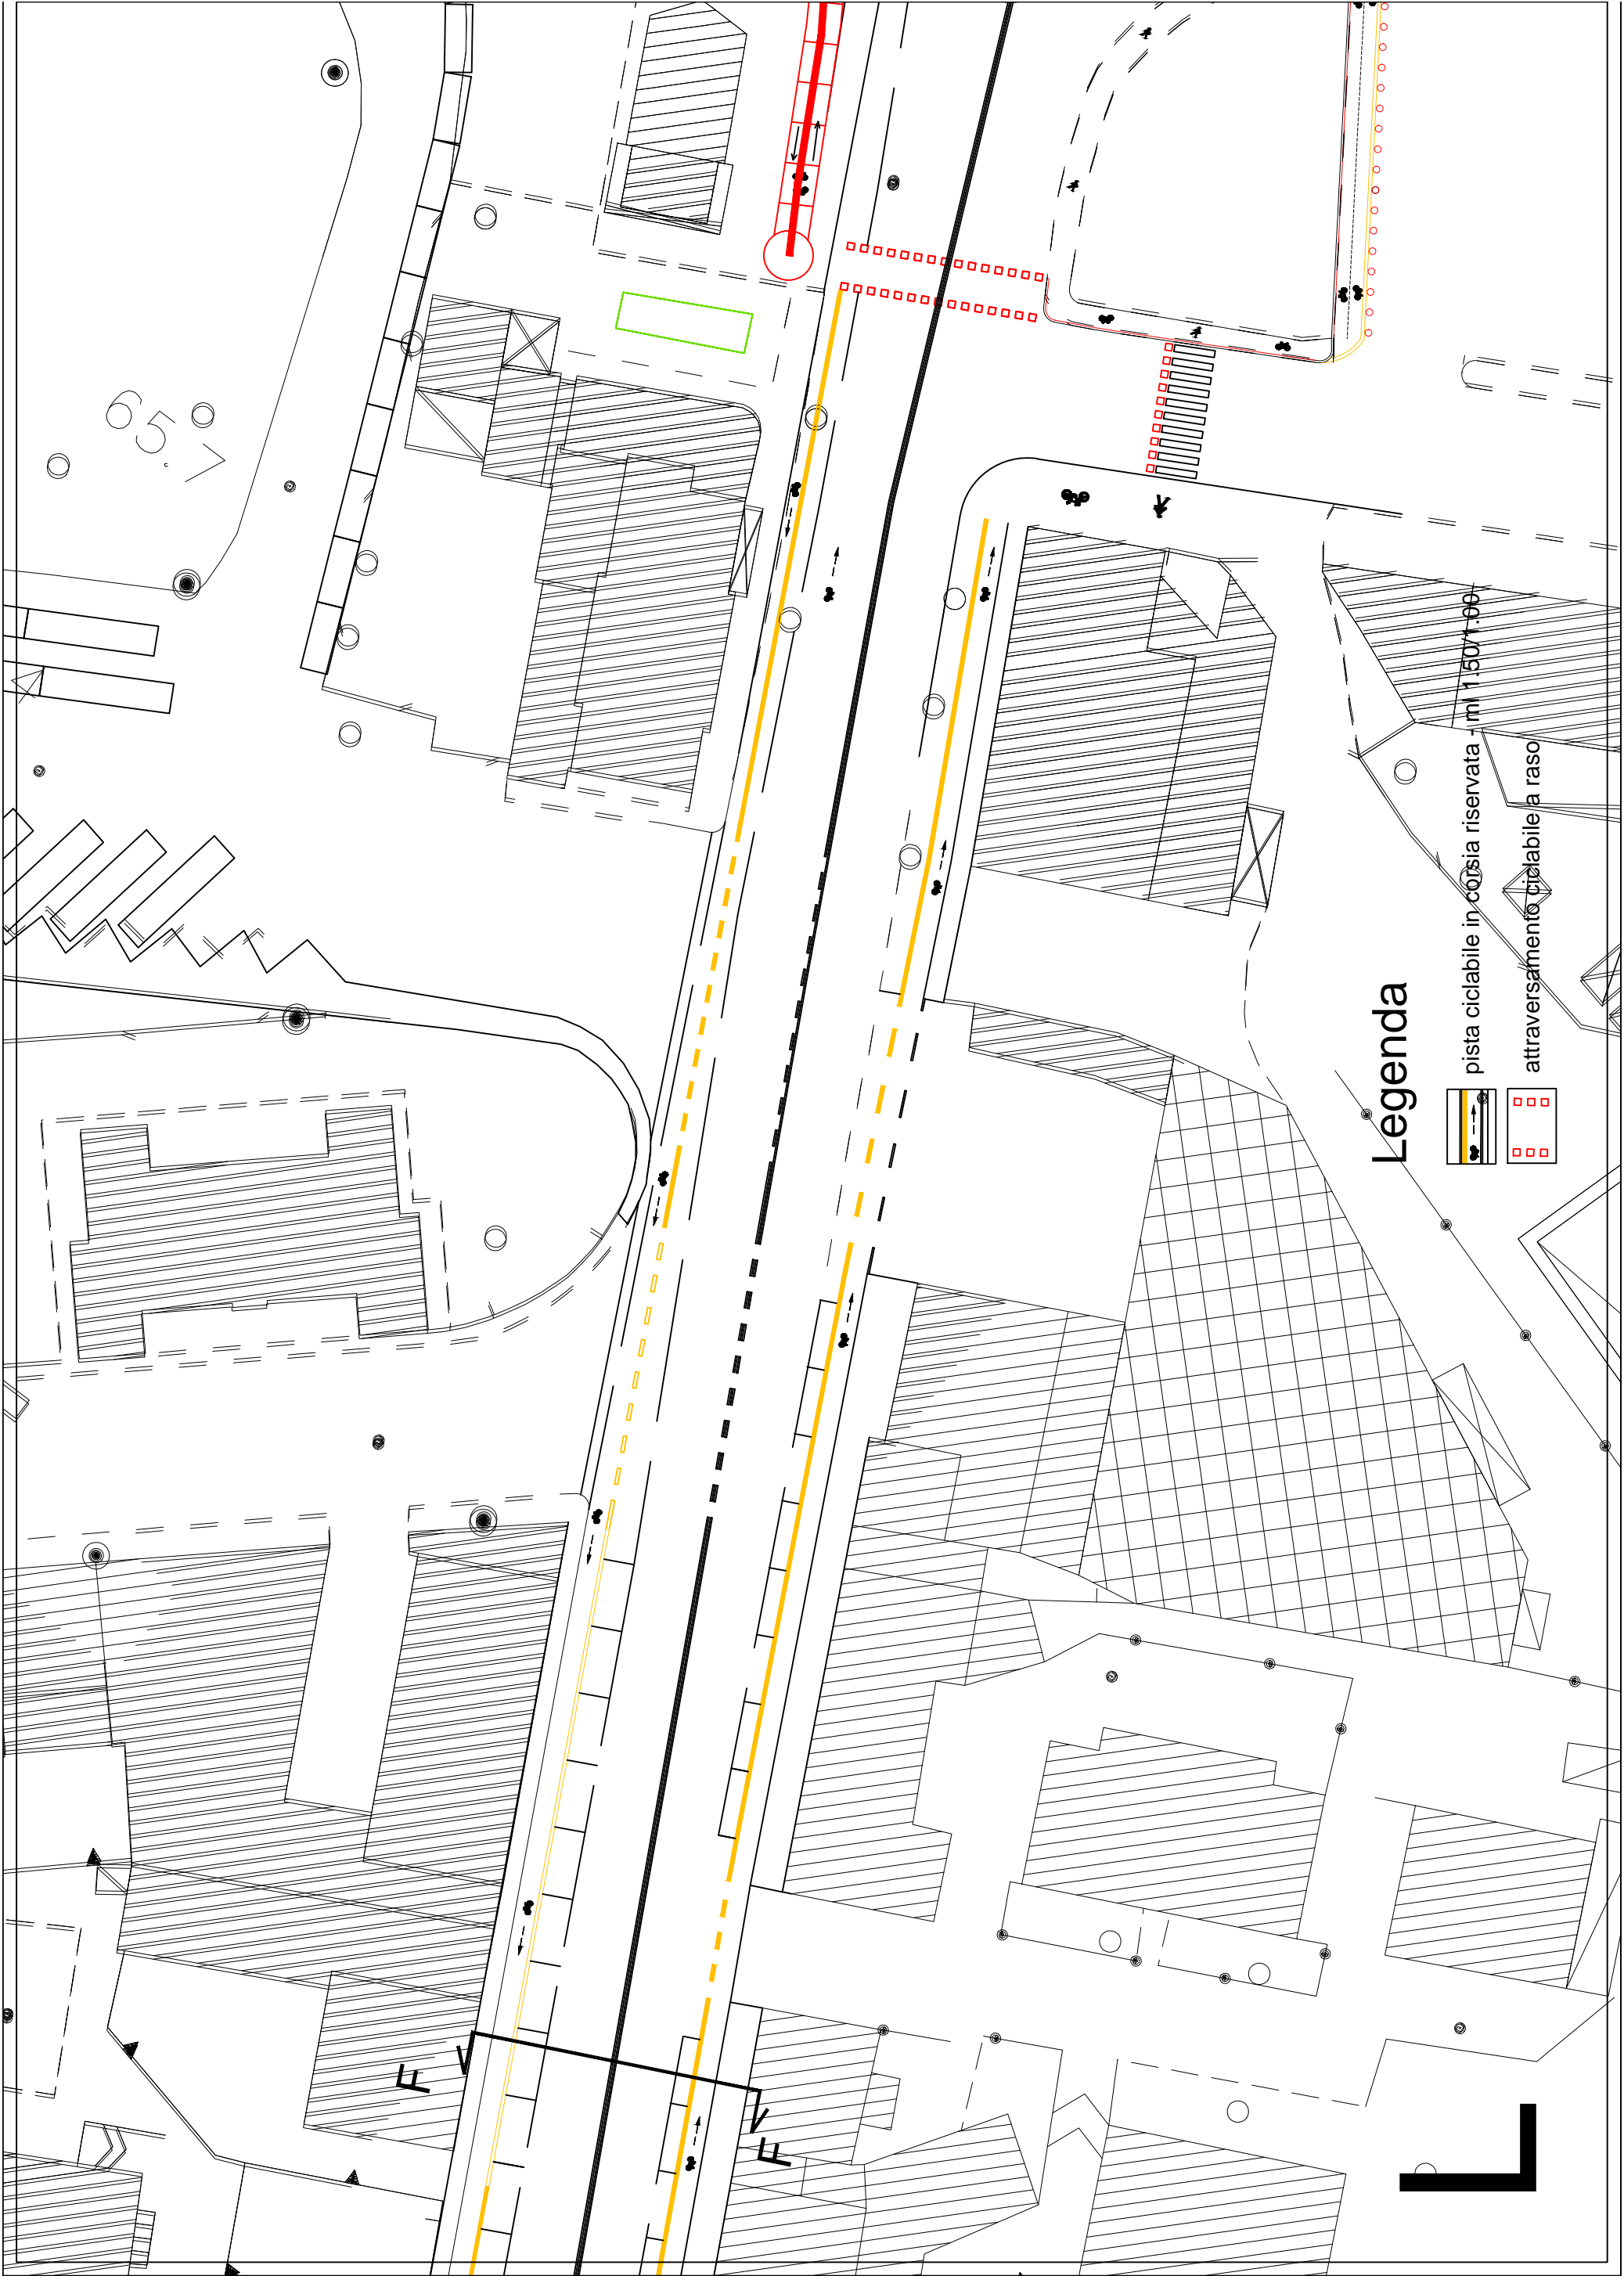 Legenda
pista ciclabile in corsia riservata - ml 1.50/1.00
attraversamento ciclabile a raso
65.7
F
F